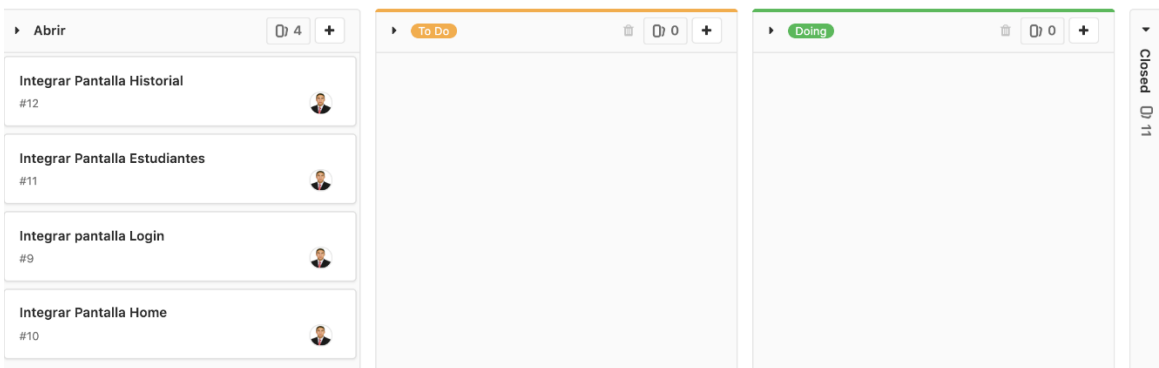 Abrir 4
To Do 0
Doing 0
Closed 11
Integrar Pantalla Historial
#12
Integrar Pantalla Estudiantes
#11
Integrar pantalla Login
#9
Integrar Pantalla Home
#10